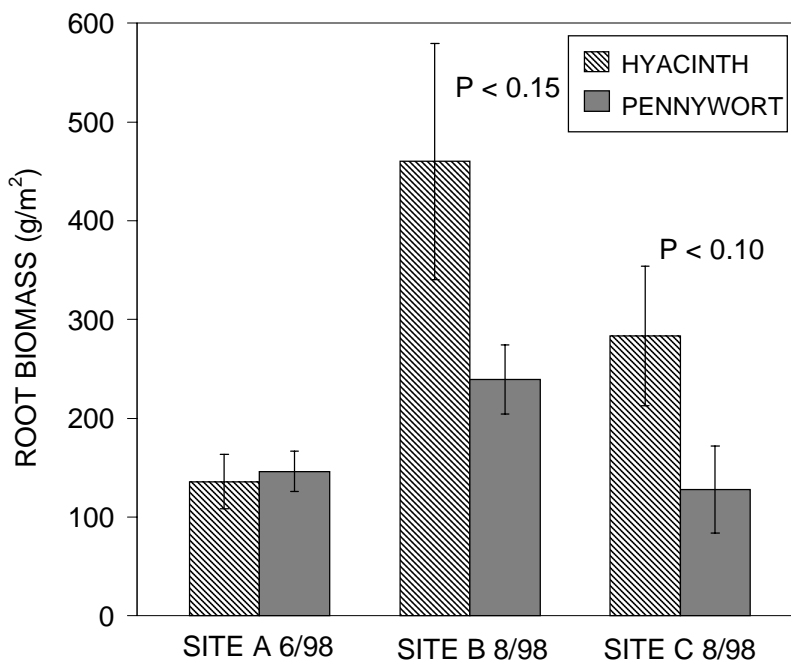 ROOT BIOMASS (g/m²)
600
500
400
300
200
100
0
HYACINTH
PENNYWORT
P < 0.15
P < 0.10
SITE A 6/98
SITE B 8/98
SITE C 8/98